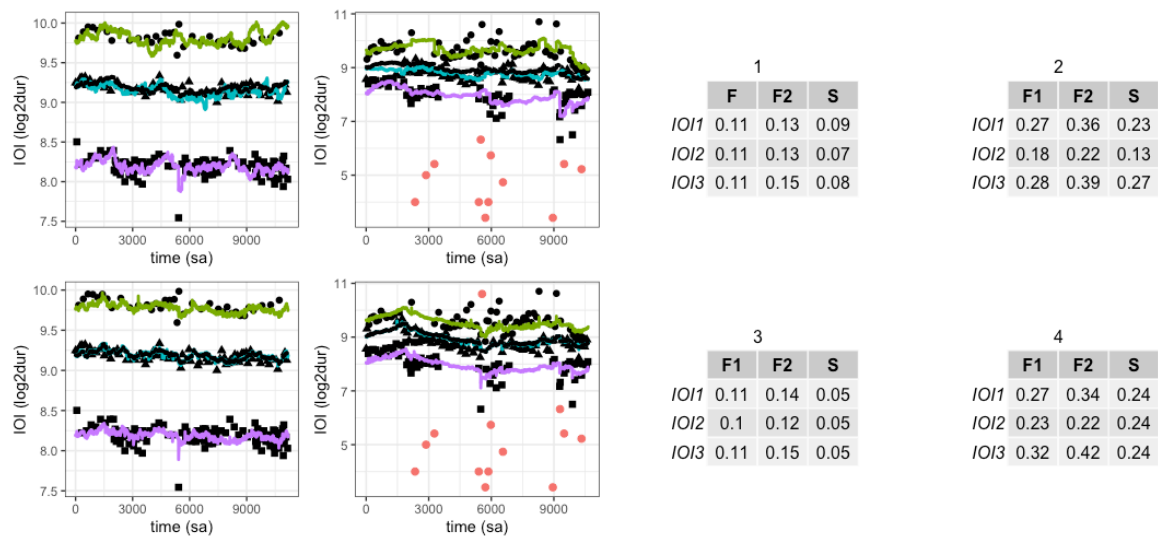 10.0
9.5
9.0
8.5
8.0
7.5
IOI (log2dur)
0 3000 6000 9000
time (sa)
11
9
7
5
IOI (log2dur)
0 3000 6000 9000
time (sa)
1
F F2 S
IOI1 0.11 0.13 0.09
IOI2 0.11 0.13 0.07
IOI3 0.11 0.15 0.08
2
F1 F2 S
IOI1 0.27 0.36 0.23
IOI2 0.18 0.22 0.13
IOI3 0.28 0.39 0.27
10.0
9.5
9.0
8.5
8.0
7.5
IOI (log2dur)
0 3000 6000 9000
time (sa)
11
9
7
5
IOI (log2dur)
0 3000 6000 9000
time (sa)
3
F1 F2 S
IOI1 0.11 0.14 0.05
IOI2 0.1 0.12 0.05
IOI3 0.11 0.15 0.05
4
F1 F2 S
IOI1 0.27 0.34 0.24
IOI2 0.23 0.22 0.24
IOI3 0.32 0.42 0.24